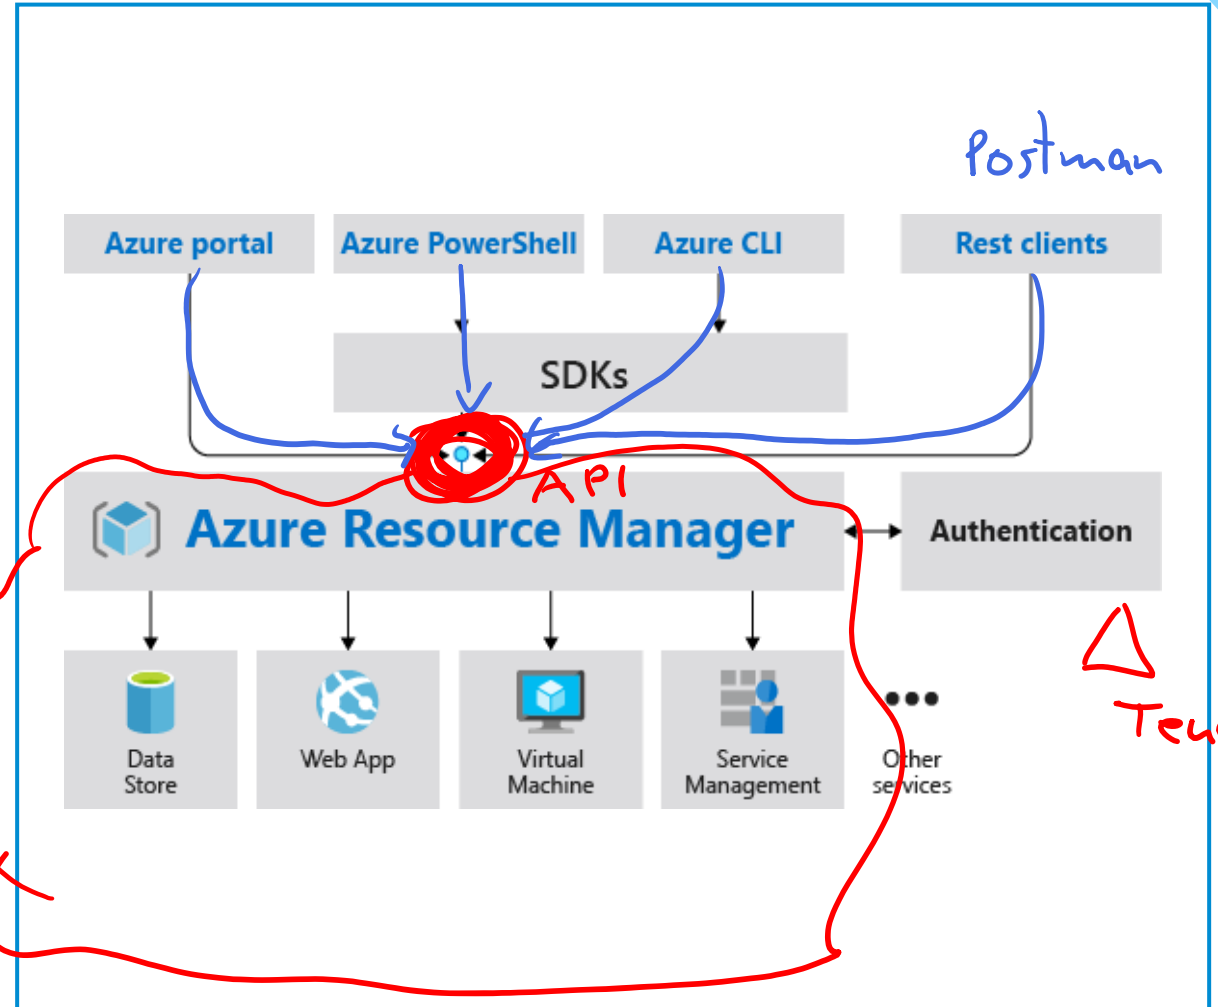 Postman
Azure portal
Azure PowerShell
Azure CLI
Rest clients
SDKs
API
Azure Resource Manager
Authentication
Data
Store
Web App
Virtual
Machine
Service
Management
Other
services